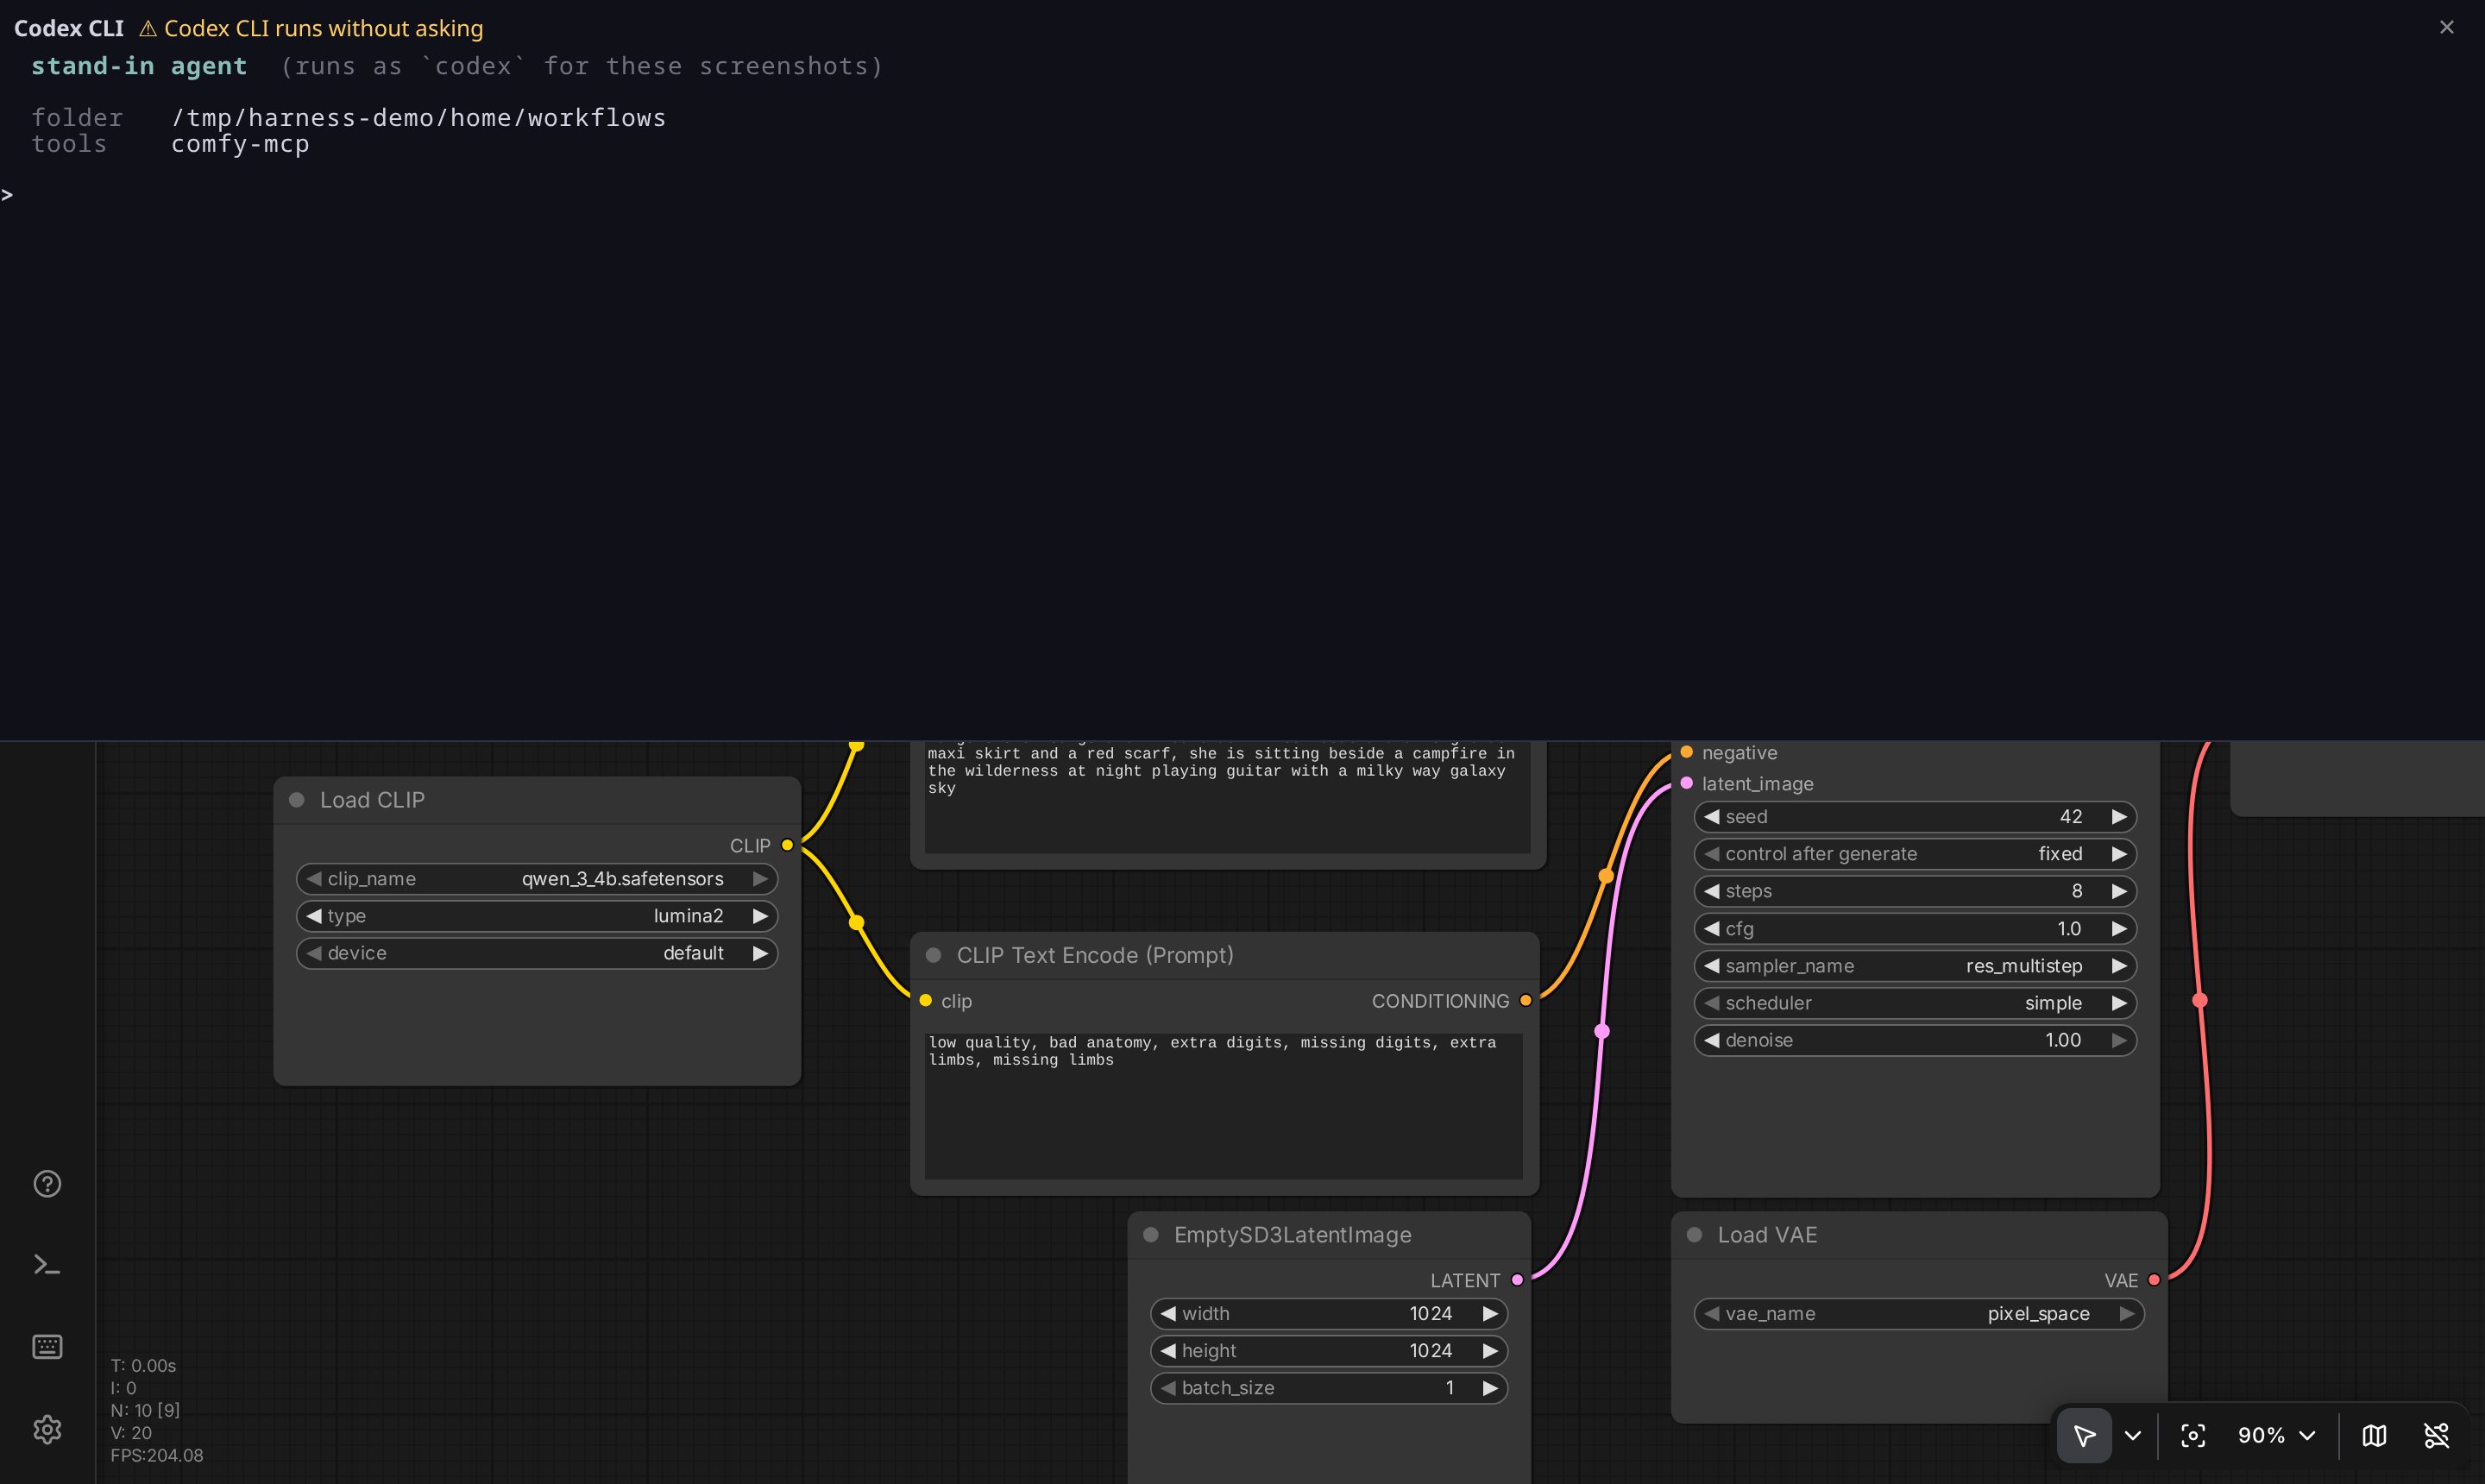 Codex CLI ⚠ Codex CLI runs without asking
stand-in agent (runs as `codex` for these screenshots)
folder /tmp/harness-demo/home/workflows
tools comfy-mcp
>
maxi skirt and a red scarf, she is sitting beside a campfire in
the wilderness at night playing guitar with a milky way galaxy
sky
negative
latent_image
seed 42
control after generate fixed
steps 8
cfg 1.0
sampler_name res_multistep
scheduler simple
denoise 1.00
Load CLIP
CLIP
clip_name qwen_3_4b.safetensors
type lumina2
device default
CLIP Text Encode (Prompt)
clip CONDITIONING
low quality, bad anatomy, extra digits, missing digits, extra
limbs, missing limbs
EmptySD3LatentImage
LATENT
width 1024
height 1024
batch_size 1
Load VAE
VAE
vae_name pixel_space
T: 0.00s
I: 0
N: 10 [9]
V: 20
FPS:204.08
90%